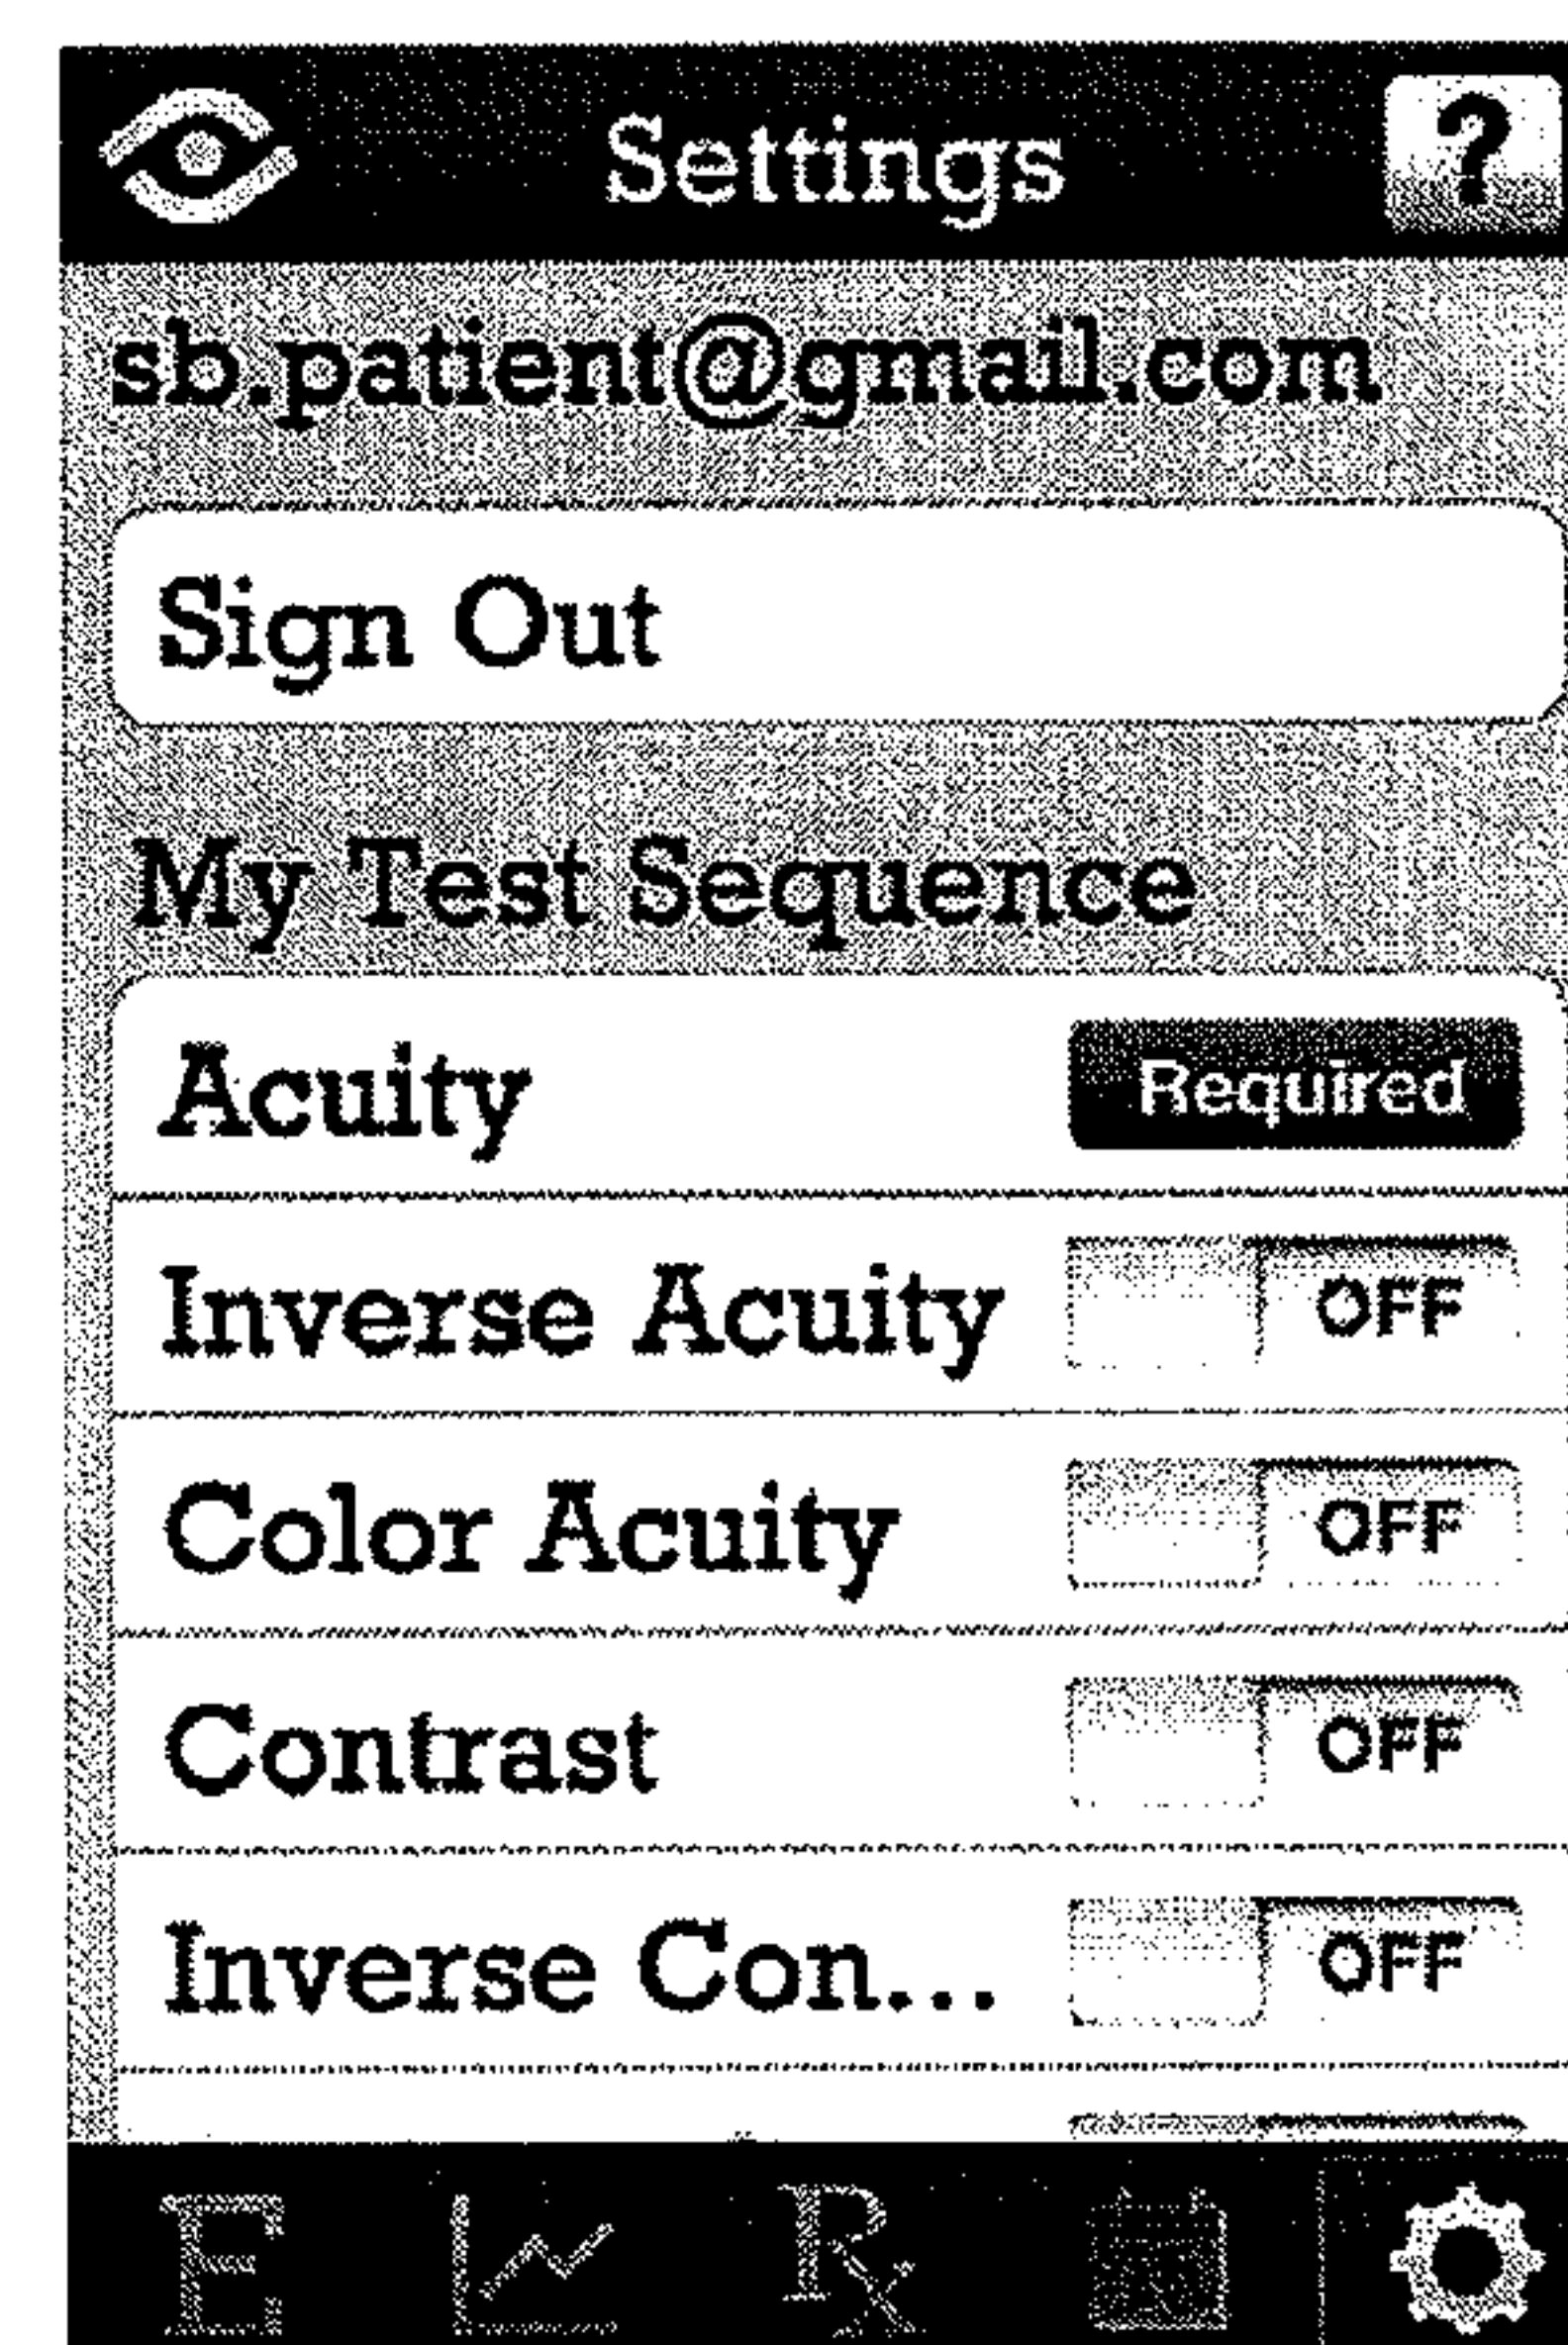 Settings ?
sb.patient@gmail.com
Sign Out
My Test Sequence
Acuity Required
Inverse Acuity OFF
Color Acuity OFF
Contrast OFF
Inverse Con... OFF
E Rx